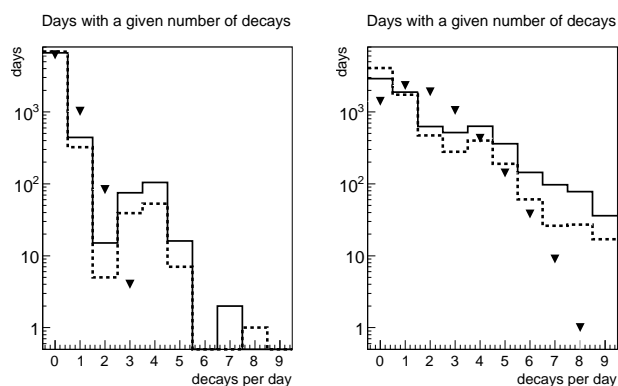 Days with a given number of decays
days
10³
10²
10
1
0 1 2 3 4 5 6 7 8 9
decays per day
Days with a given number of decays
days
10³
10²
10
1
0 1 2 3 4 5 6 7 8 9
decays per day